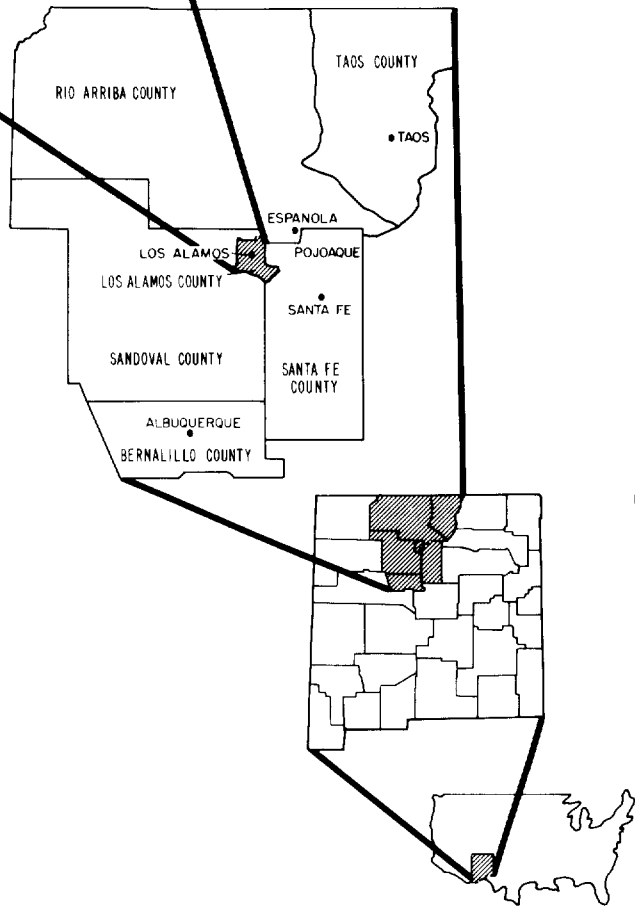 TAOS COUNTY
RIO ARRIBA COUNTY
TAOS
ESPANOLA
LOS ALAMOS
POJOAQUE
LOS ALAMOS COUNTY
SANTA FE
SANDOVAL COUNTY
SANTA FE
COUNTY
ALBUQUERQUE
BERNALILLO COUNTY